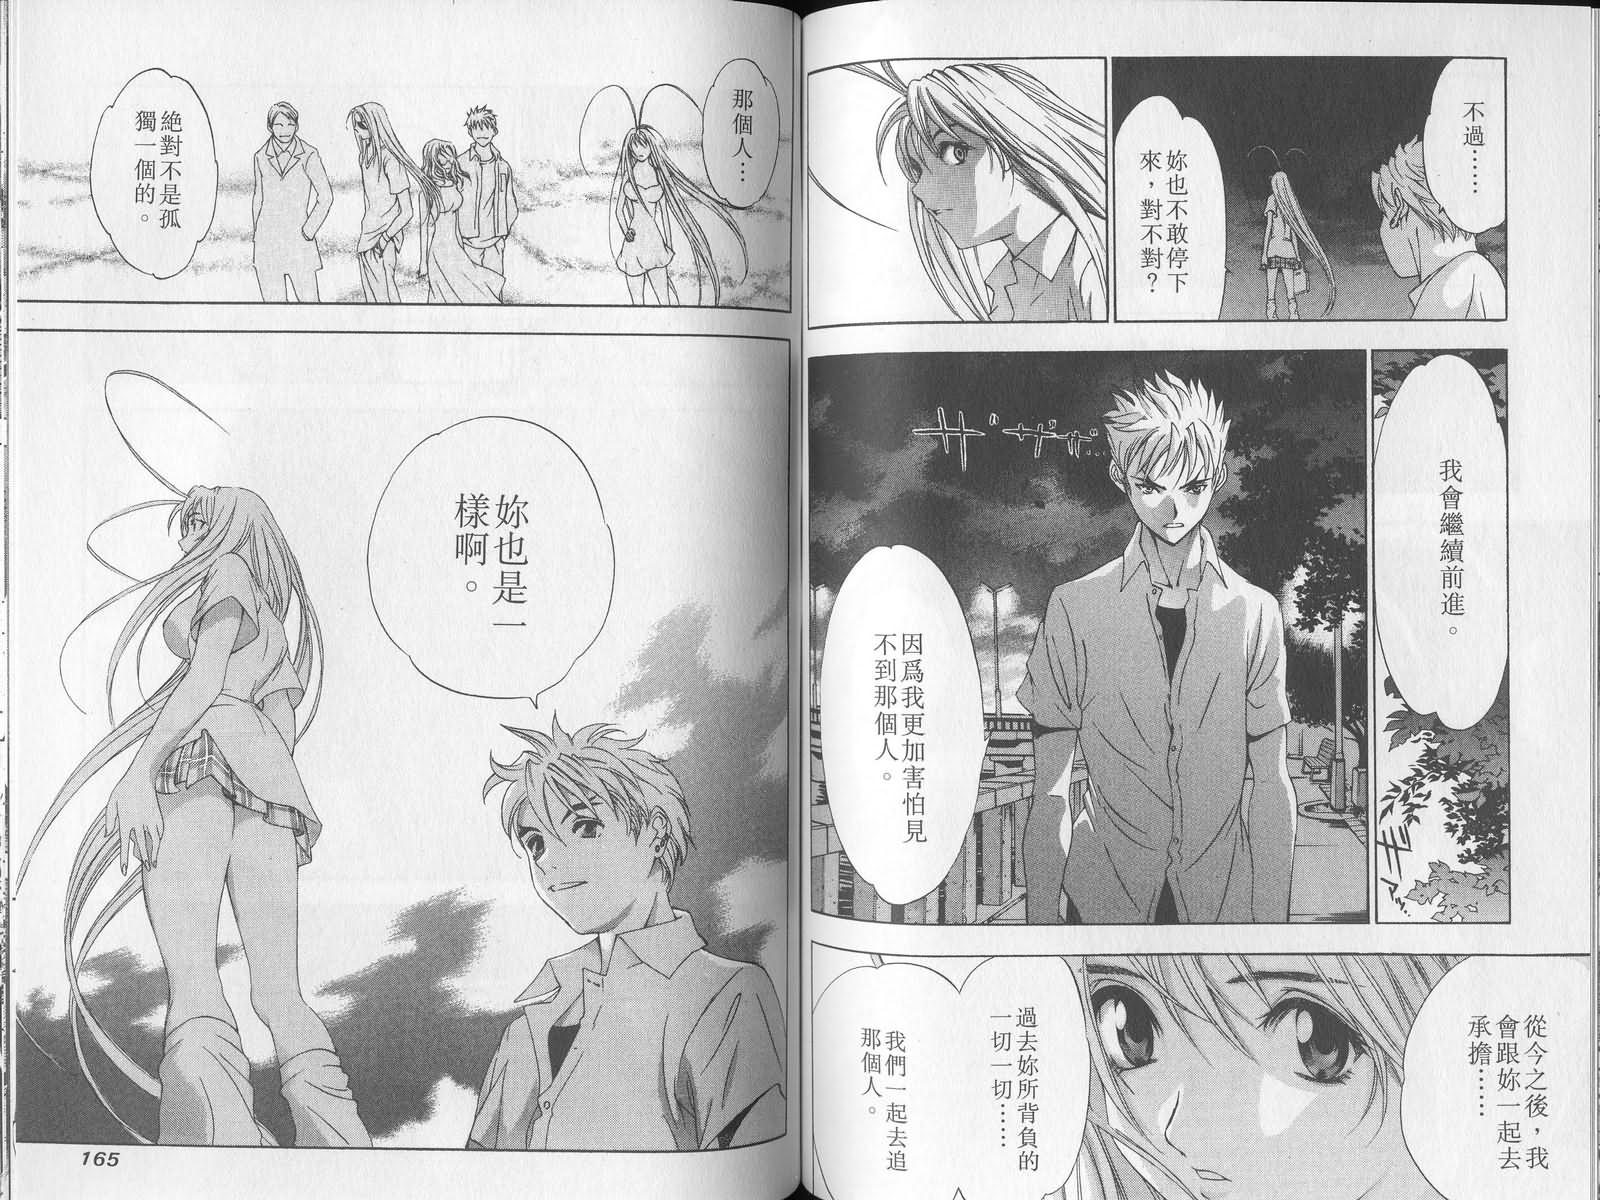 不過……
妳也不敢停下
來，對不對？
我會繼續前進。
ザザザ…
因爲我更加害怕見
不到那個人。
從今之後，我
會跟妳一起去
承擔……
過去妳所背負的
一切一切……
我們一起去追
那個人。
那個人…
絕對不是孤
獨一個的。
妳也是一
樣啊。
165